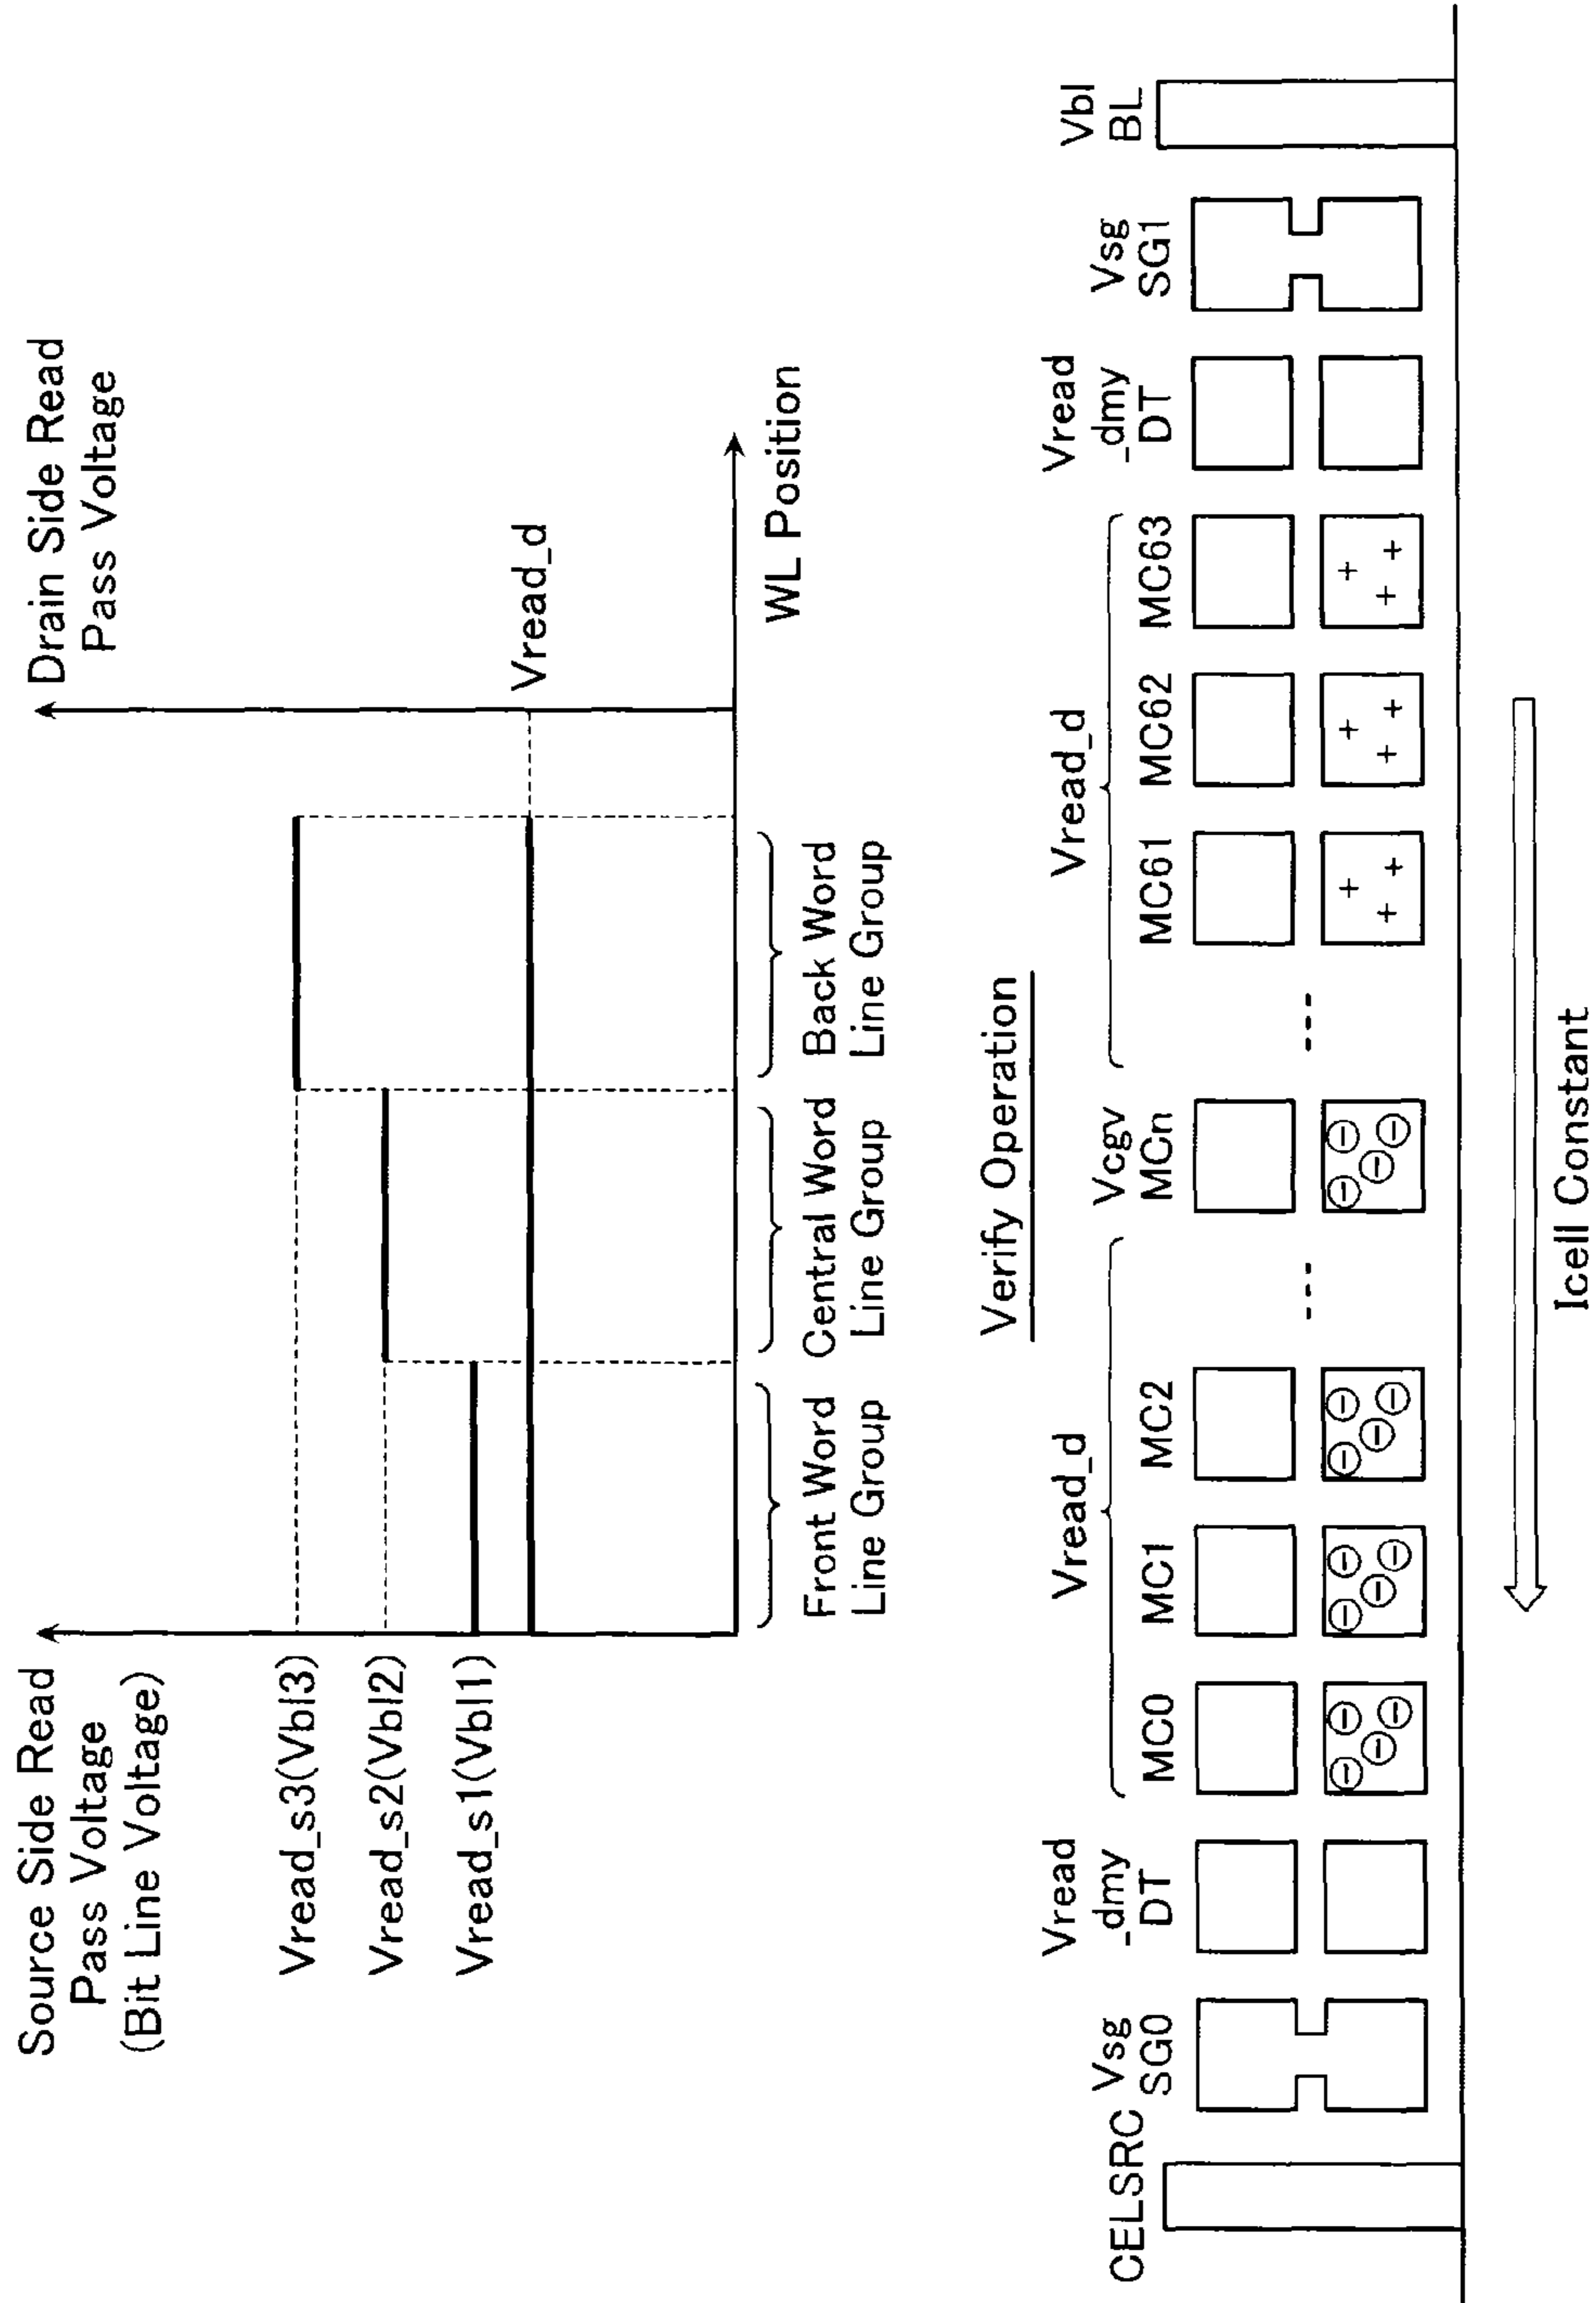 Source Side Read
Pass Voltage
(Bit Line Voltage)
Drain Side Read
Pass Voltage
Vread_s3(Vbl3)
Vread_s2(Vbl2)
Vread_s1(Vbl1)
Vread_d
WL Position
Front Word
Line Group
Central Word
Line Group
Back Word
Line Group
Verify Operation
CELSRC
Vsg
SG0
Vread
_dmy
DT
Vread_d
MC0
MC1
MC2
---
Vcgv
MCn
---
Vread_d
MC61
MC62
MC63
Vread
_dmy
DT
Vsg
SG1
Vbl
BL
Icell Constant